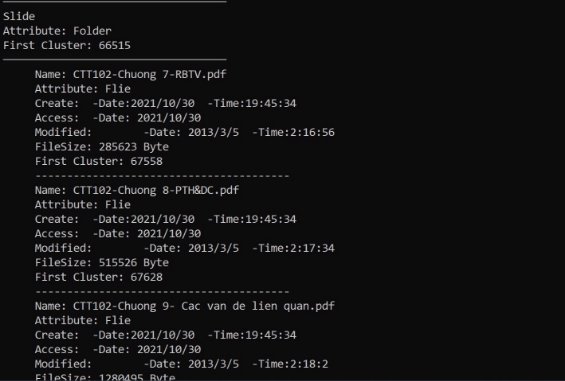 Slide
Attribute: Folder
First Cluster: 66515
Name: CTT102-Chuong 7-RBTV.pdf
Attribute: Flie
Create:  -Date:2021/10/30  -Time:19:45:34
Access:  -Date: 2021/10/30
Modified:        -Date: 2013/3/5  -Time:2:16:56
FileSize: 285623 Byte
First Cluster: 67558
----------------------------------------
Name: CTT102-Chuong 8-PTH&DC.pdf
Attribute: Flie
Create:  -Date:2021/10/30  -Time:19:45:34
Access:  -Date: 2021/10/30
Modified:        -Date: 2013/3/5  -Time:2:17:34
FileSize: 515526 Byte
First Cluster: 67628
----------------------------------------
Name: CTT102-Chuong 9- Cac van de lien quan.pdf
Attribute: Flie
Create:  -Date:2021/10/30  -Time:19:45:34
Access:  -Date: 2021/10/30
Modified:        -Date: 2013/3/5  -Time:2:18:2
FileSize: 1280495 Byte